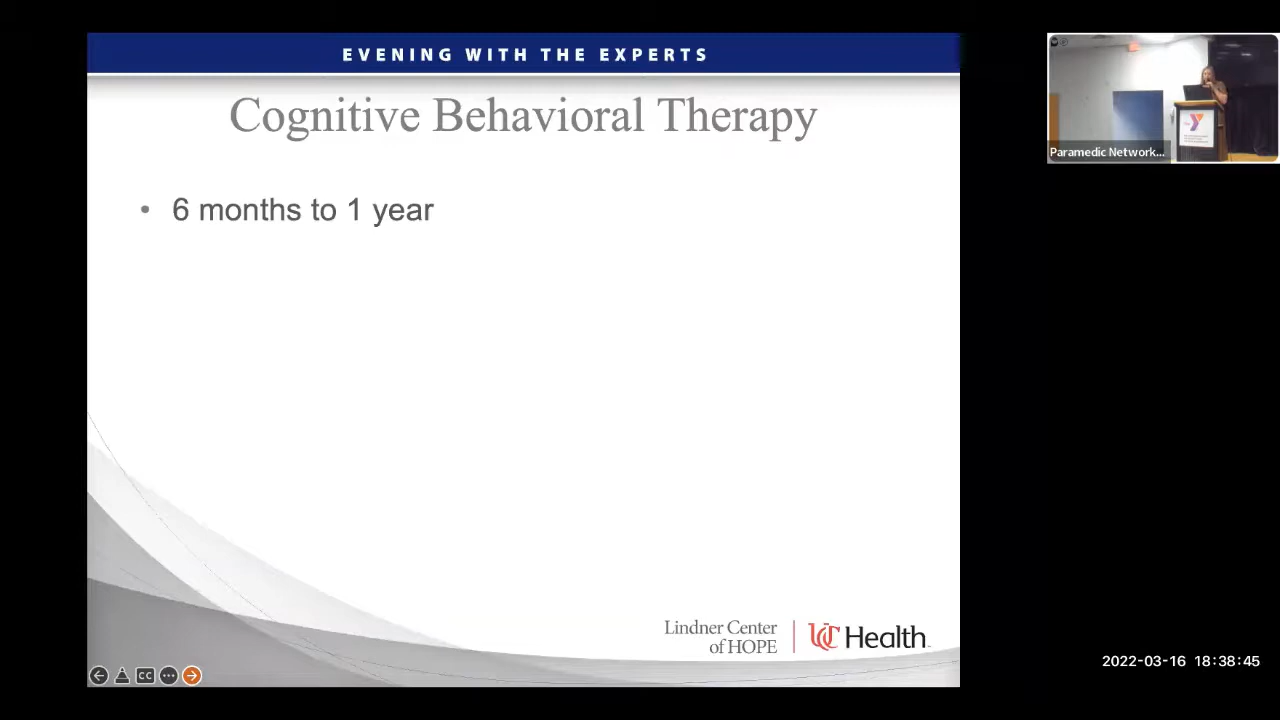 EVENING WITH THE EXPERTS
Cognitive Behavioral Therapy
• 6 months to 1 year
Lindner Center
of HOPE
UC Health
CC
Paramedic Network...
2022-03-16 18:38:45